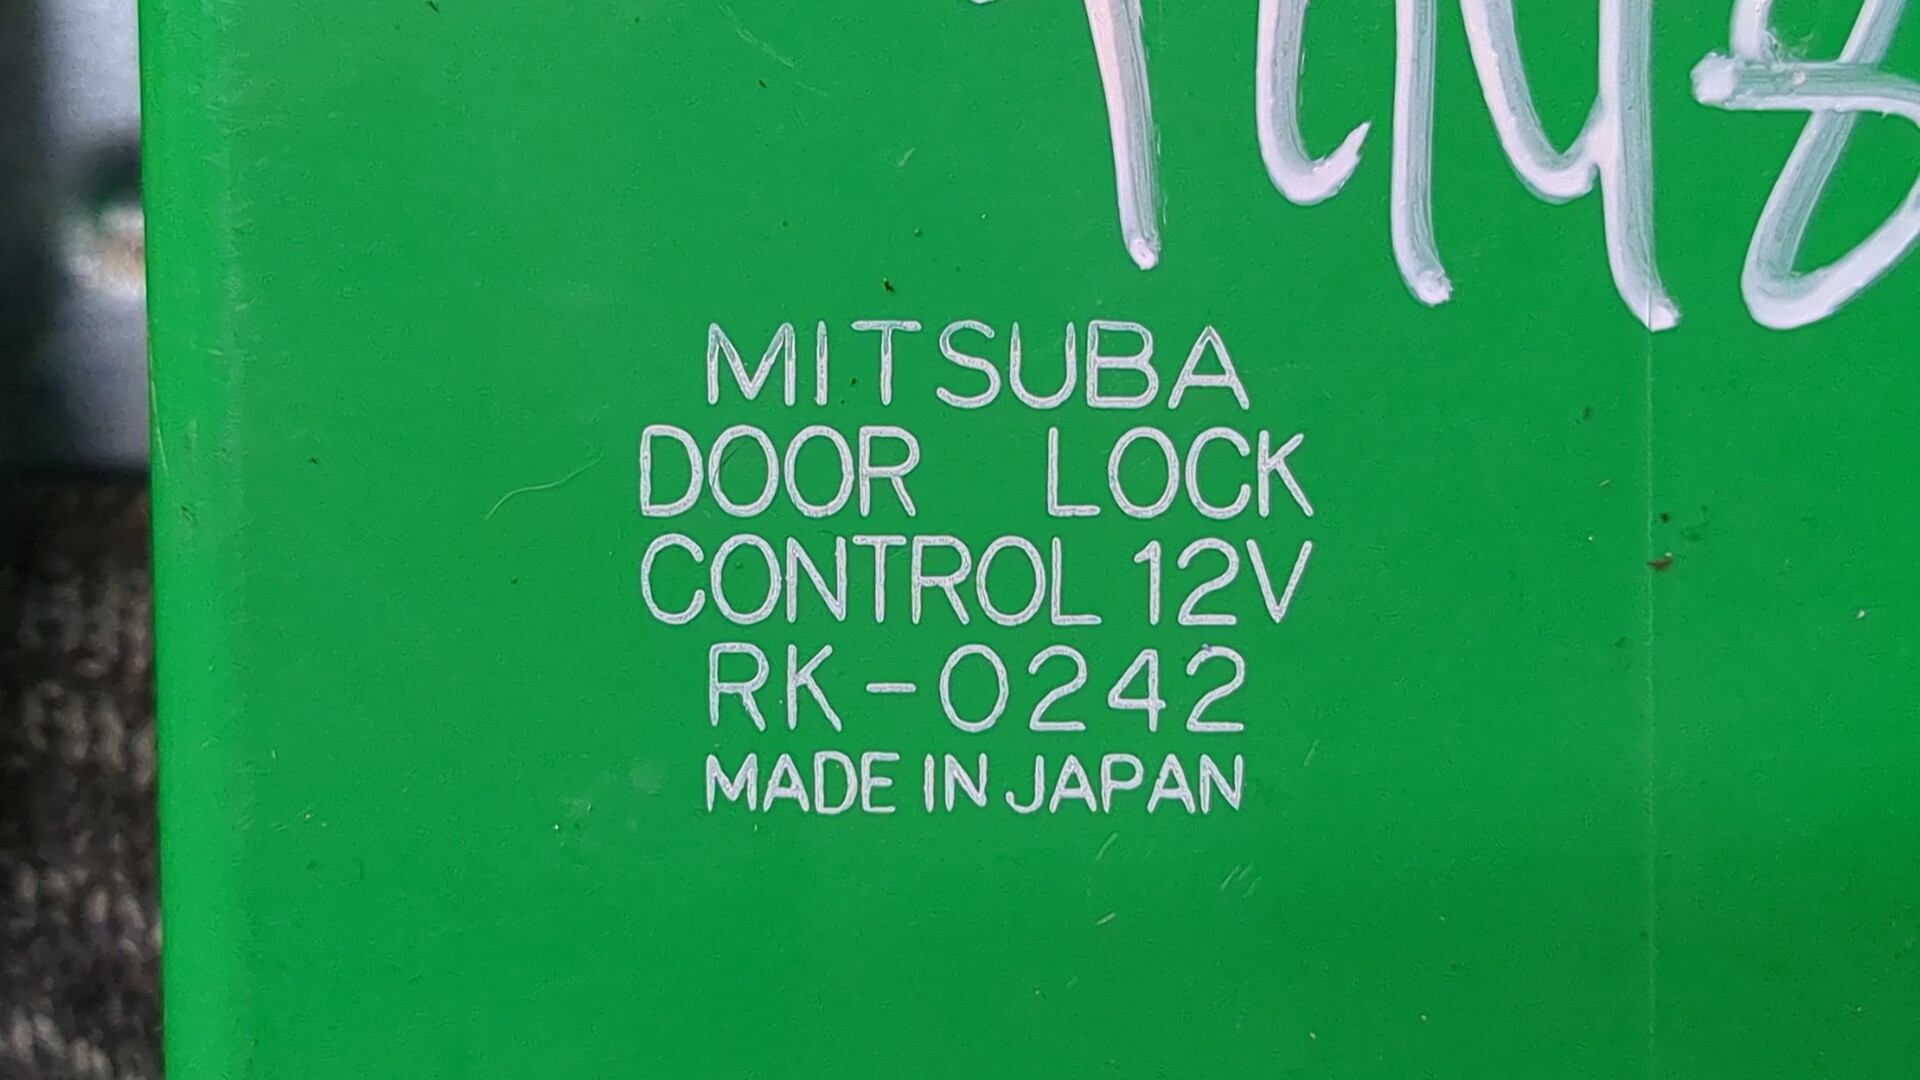 MITSUBA
DOOR LOCK
CONTROL 12V
RK-0242
MADE IN JAPAN